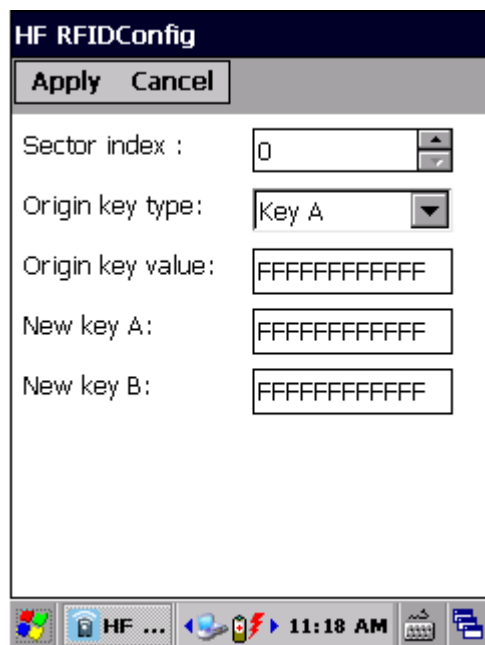 HF RFIDConfig
Apply Cancel
Sector index : 0
Origin key type: Key A
Origin key value: FFFFFFFFFFFF
New key A: FFFFFFFFFFFF
New key B: FFFFFFFFFFFF
HF ... 11:18 AM